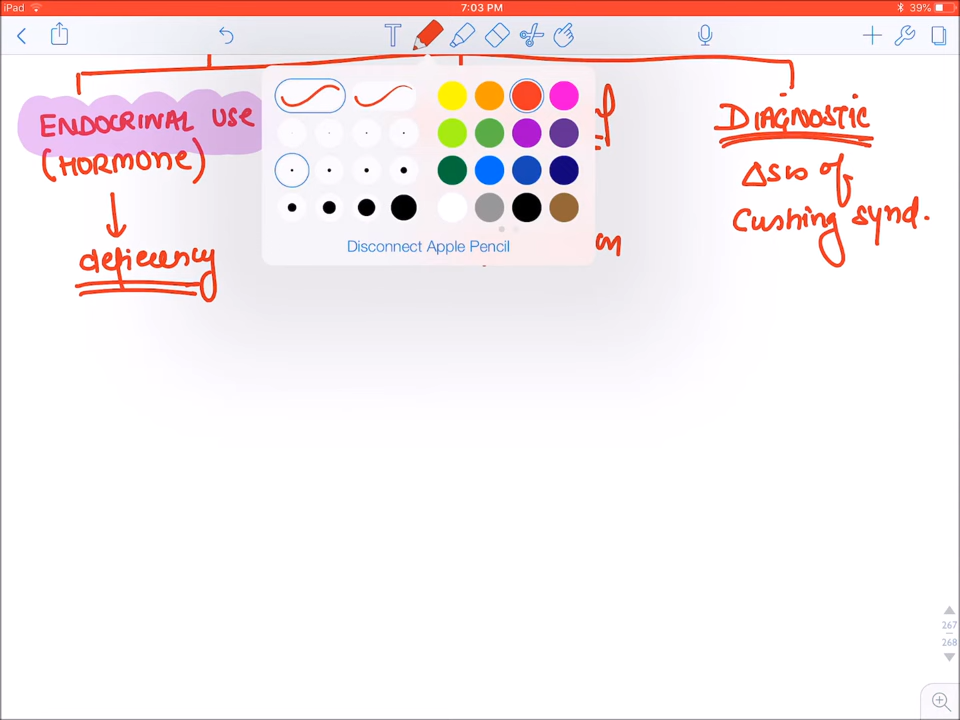 iPad 7:03 PM 39%
T
ENDOCRINAL USE
(HORMONE)
↓
deficiency
DIAGNOSTIC
Δsis of
Cushing synd.
Disconnect Apple Pencil
267
268